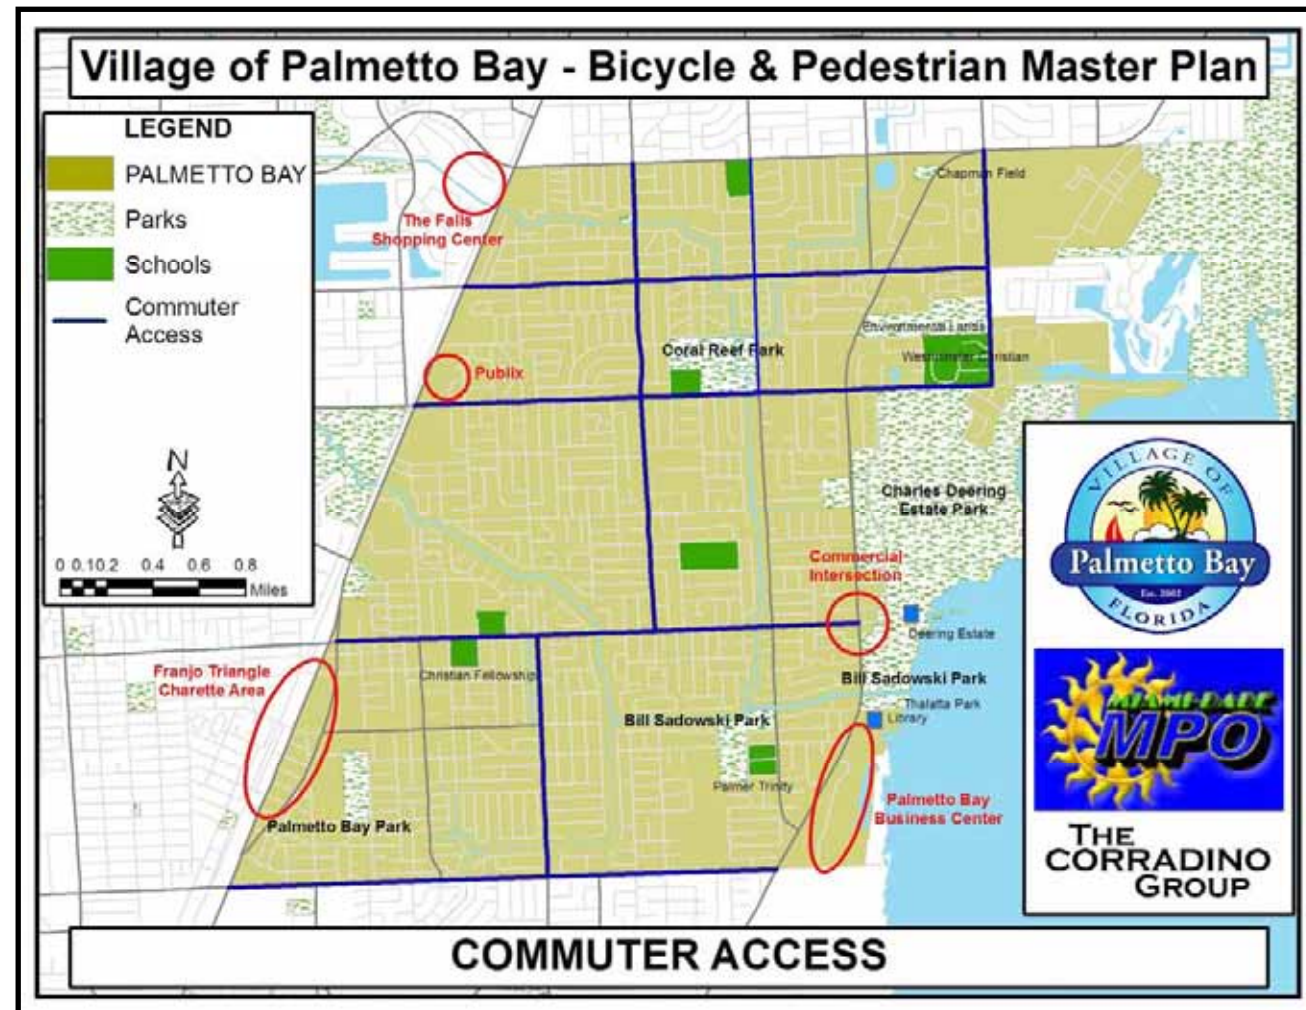 Village of Palmetto Bay - Bicycle & Pedestrian Master Plan
LEGEND
PALMETTO BAY
Parks
Schools
Commuter
Access
N
0 0.10.2 0.4 0.6 0.8
Miles
The Falls
Shopping Center
Chapman Field
Publix
Coral Reef Park
Environmental Lands
Westminster Christian
Charles Deering
Estate Park
Commercial
Intersection
Deering Estate
Franjo Triangle
Charette Area
Christian Fellowship
Bill Sadowski Park
Thalatta Park
Library
Bill Sadowski Park
Palmer Trinity
Palmetto Bay
Business Center
Palmetto Bay Park
VILLAGE OF
Palmetto Bay
Est. 2002
FLORIDA
MIAMI-DADE
MPO
THE
CORRADINO
GROUP
COMMUTER ACCESS